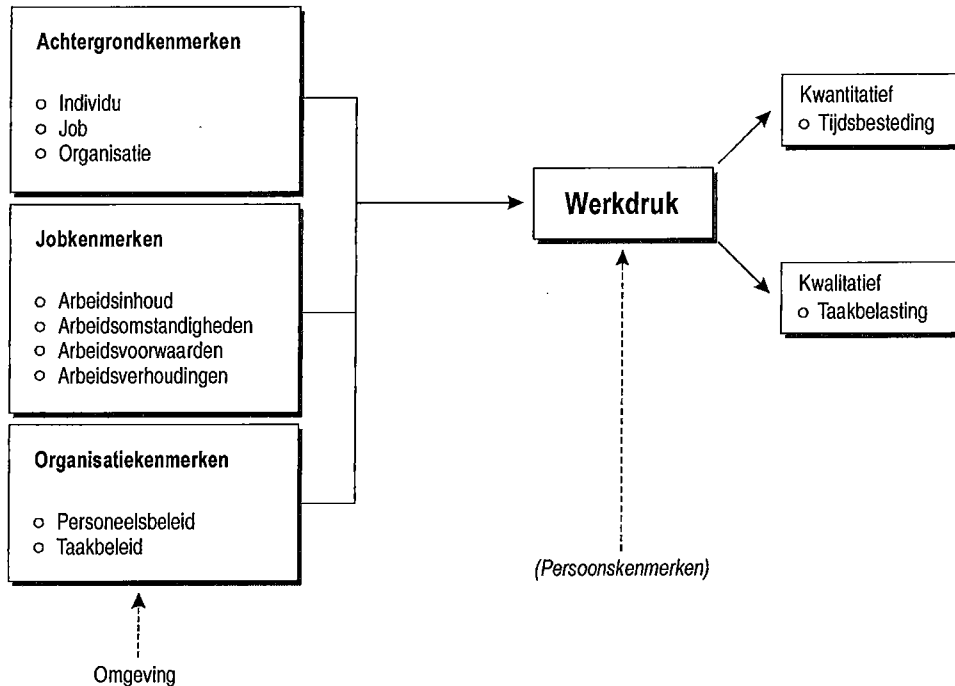 Achtergrondkenmerken
o Individu
o Job
o Organisatie
Jobkenmerken
o Arbeidsinhoud
o Arbeidsomstandigheden
o Arbeidsvoorwaarden
o Arbeidsverhoudingen
Organisatiekenmerken
o Personeelsbeleid
o Taakbeleid
Omgeving
Werkdruk
(Persoonskenmerken)
Kwantitatief
o Tijdsbesteding
Kwalitatief
o Taakbelasting